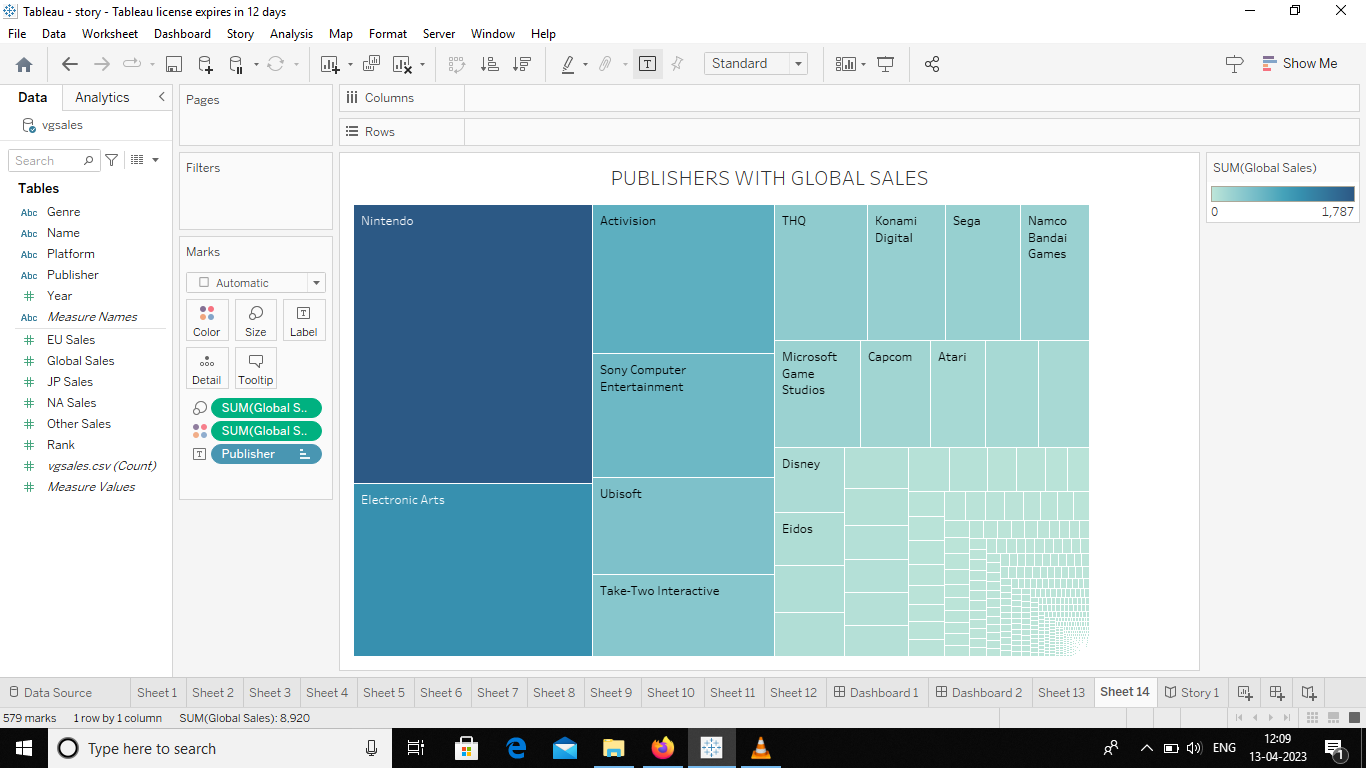 Tableau - story - Tableau license expires in 12 days
File Data Worksheet Dashboard Story Analysis Map Format Server Window Help
Standard
Show Me
Data Analytics
vgsales
Search
Tables
Abc Genre
Abc Name
Abc Platform
Abc Publisher
# Year
Abc Measure Names
# EU Sales
# Global Sales
# JP Sales
# NA Sales
# Other Sales
# Rank
# vgsales.csv (Count)
# Measure Values
Pages
Filters
Marks
Automatic
Color Size Label
Detail Tooltip
SUM(Global S..
SUM(Global S..
Publisher
Columns
Rows
PUBLISHERS WITH GLOBAL SALES
Nintendo
Electronic Arts
Activision
Sony Computer
Entertainment
Ubisoft
Take-Two Interactive
THQ
Konami
Digital
Sega
Namco
Bandai
Games
Microsoft
Game
Studios
Capcom
Atari
Disney
Eidos
SUM(Global Sales)
0 1,787
Data Source Sheet 1 Sheet 2 Sheet 3 Sheet 4 Sheet 5 Sheet 6 Sheet 7 Sheet 8 Sheet 9 Sheet 10 Sheet 11 Sheet 12 Dashboard 1 Dashboard 2 Sheet 13 Sheet 14 Story 1
579 marks 1 row by 1 column SUM(Global Sales): 8,920
Type here to search
ENG
12:09
13-04-2023
1